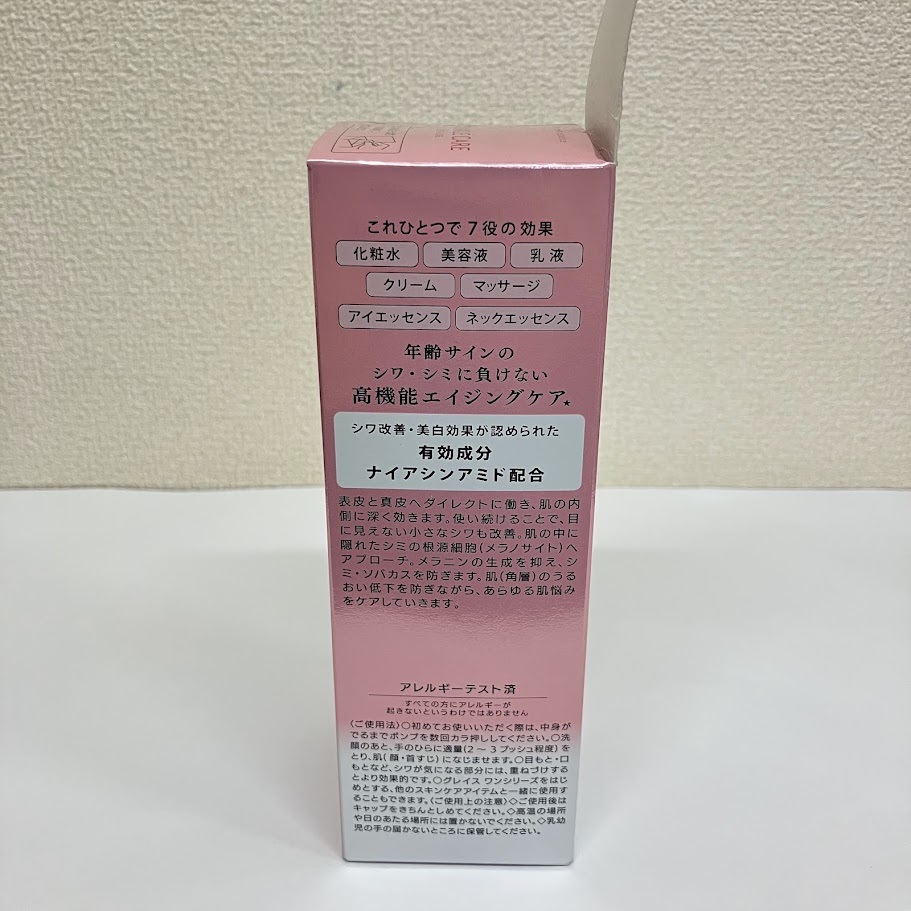 これひとつで7役の効果
化粧水 美容液 乳液
クリーム マッサージ
アイエッセンス ネックエッセンス
年齢サインの
シワ・シミに負けない
高機能エイジングケア★
シワ改善・美白効果が認められた
有効成分
ナイアシンアミド配合
表皮と真皮へダイレクトに働き、肌の内
側に深く効きます。使い続けることで、目
に見えない小さなシワも改善。肌の中に
隠れたシミの根源細胞(メラノサイト)へ
アプローチ。メラニンの生成を抑え、シ
ミ・ソバカスを防ぎます。肌(角層)のうる
おい低下を防ぎながら、あらゆる肌悩み
をケアしていきます。
アレルギーテスト済
すべての方にアレルギーが
起きないというわけではありません
〈ご使用法〉○初めてお使いいただく際は、中身が
でるまでポンプを数回カラ押ししてください。○洗
顔のあと、手のひらに適量(2〜3プッシュ程度)を
とり、肌(顔・首すじ)になじませます。○目もと・口
もとなど、シワが気になる部分には、重ねづけする
とより効果的です。○グレイス ワンシリーズをはじ
めとする、他のスキンケアアイテムと一緒に使用す
ることもできます。〈ご使用上の注意〉◇ご使用後は
キャップをきちんとしめてください。◇高温の場所
や日のあたる場所には置かないでください。◇乳幼
児の手の届かないところに保管してください。